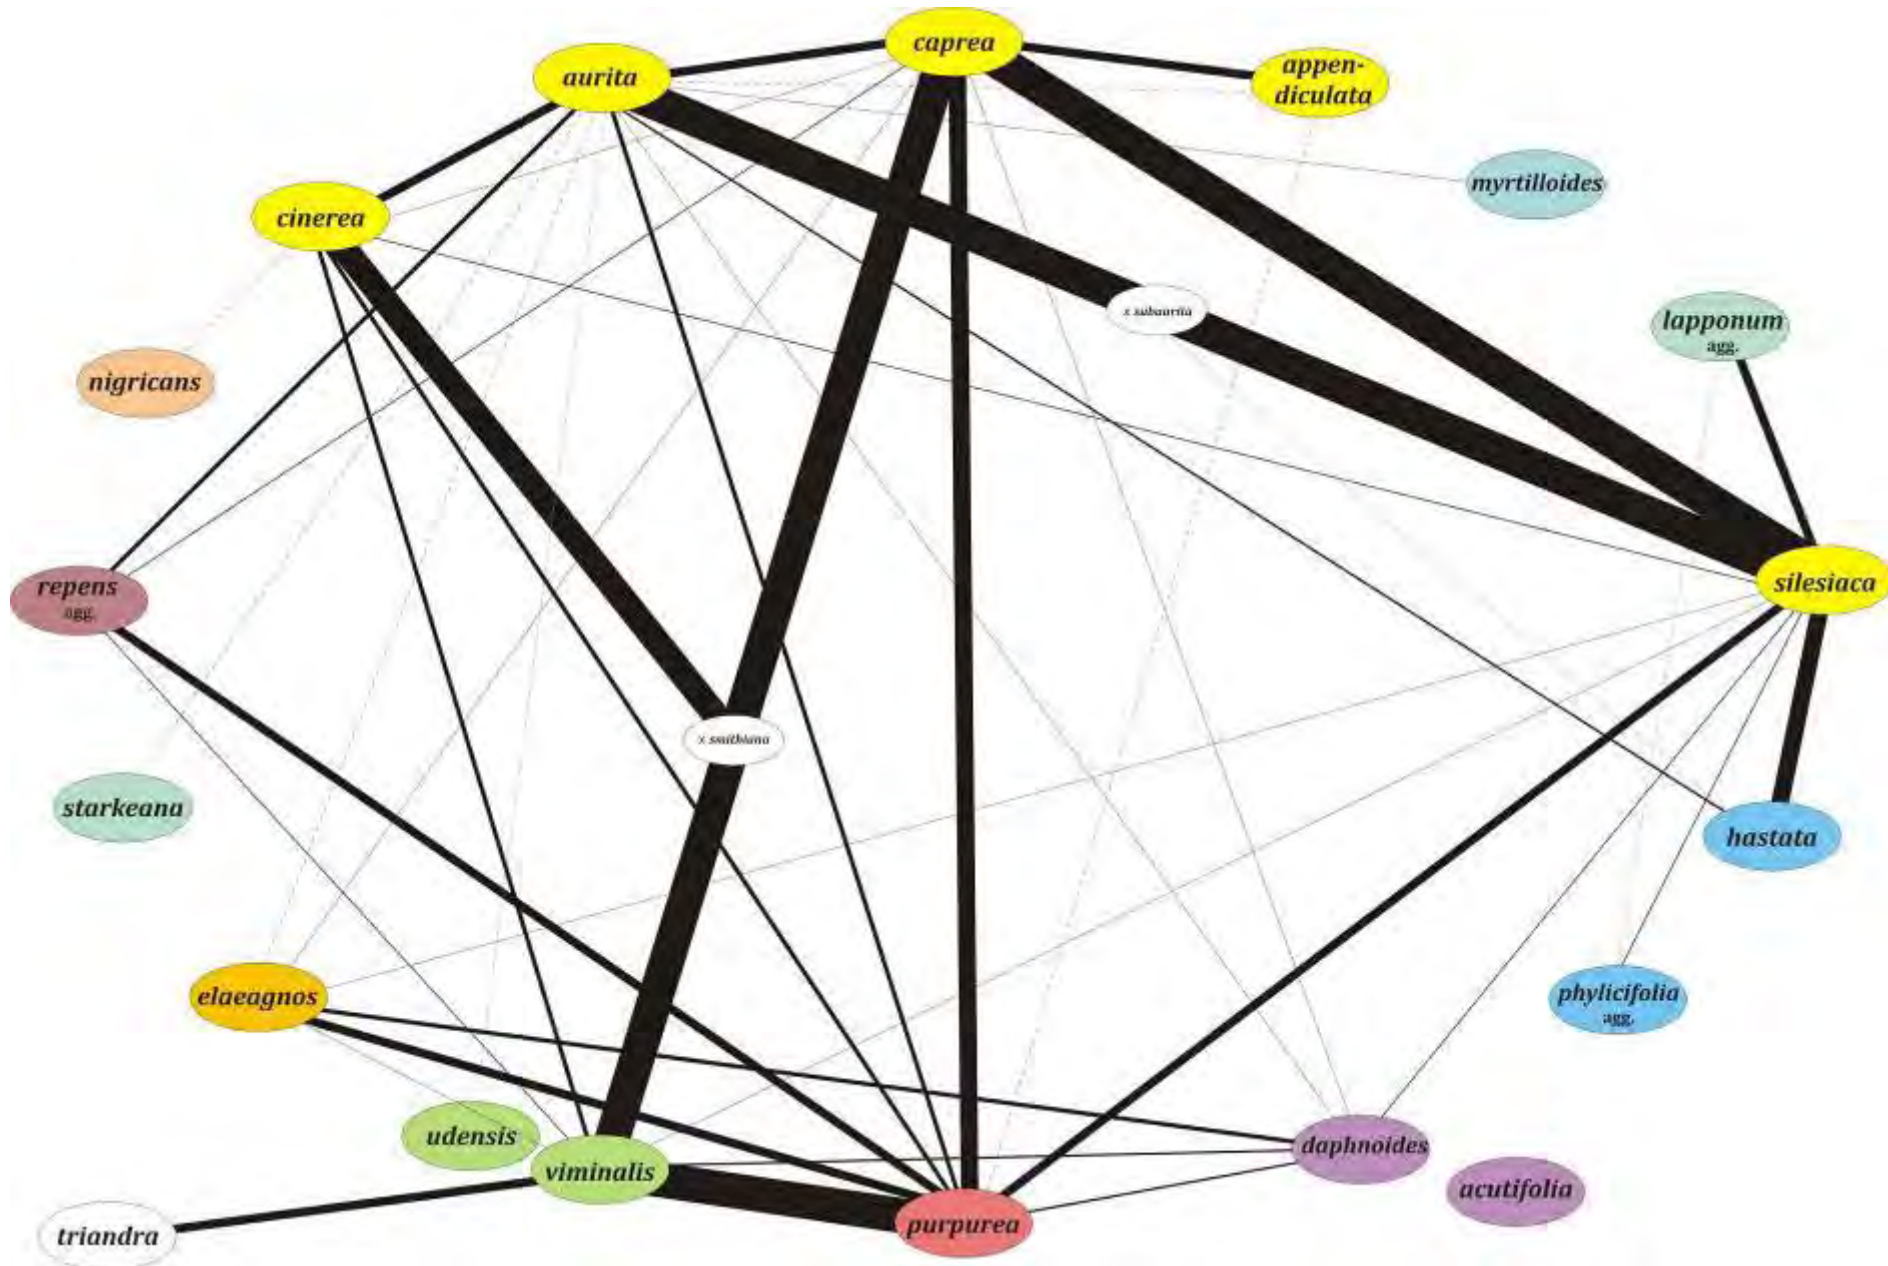 caprea
aurita
appen-
diculata
myrtilloides
cinerea
x subaurita
lapponum
agg.
nigricans
silesiaca
repens
agg.
x smithiana
starkeana
hastata
elaeagnos
phylicifolia
agg.
udensis
daphnoides
viminalis
acutifolia
purpurea
triandra